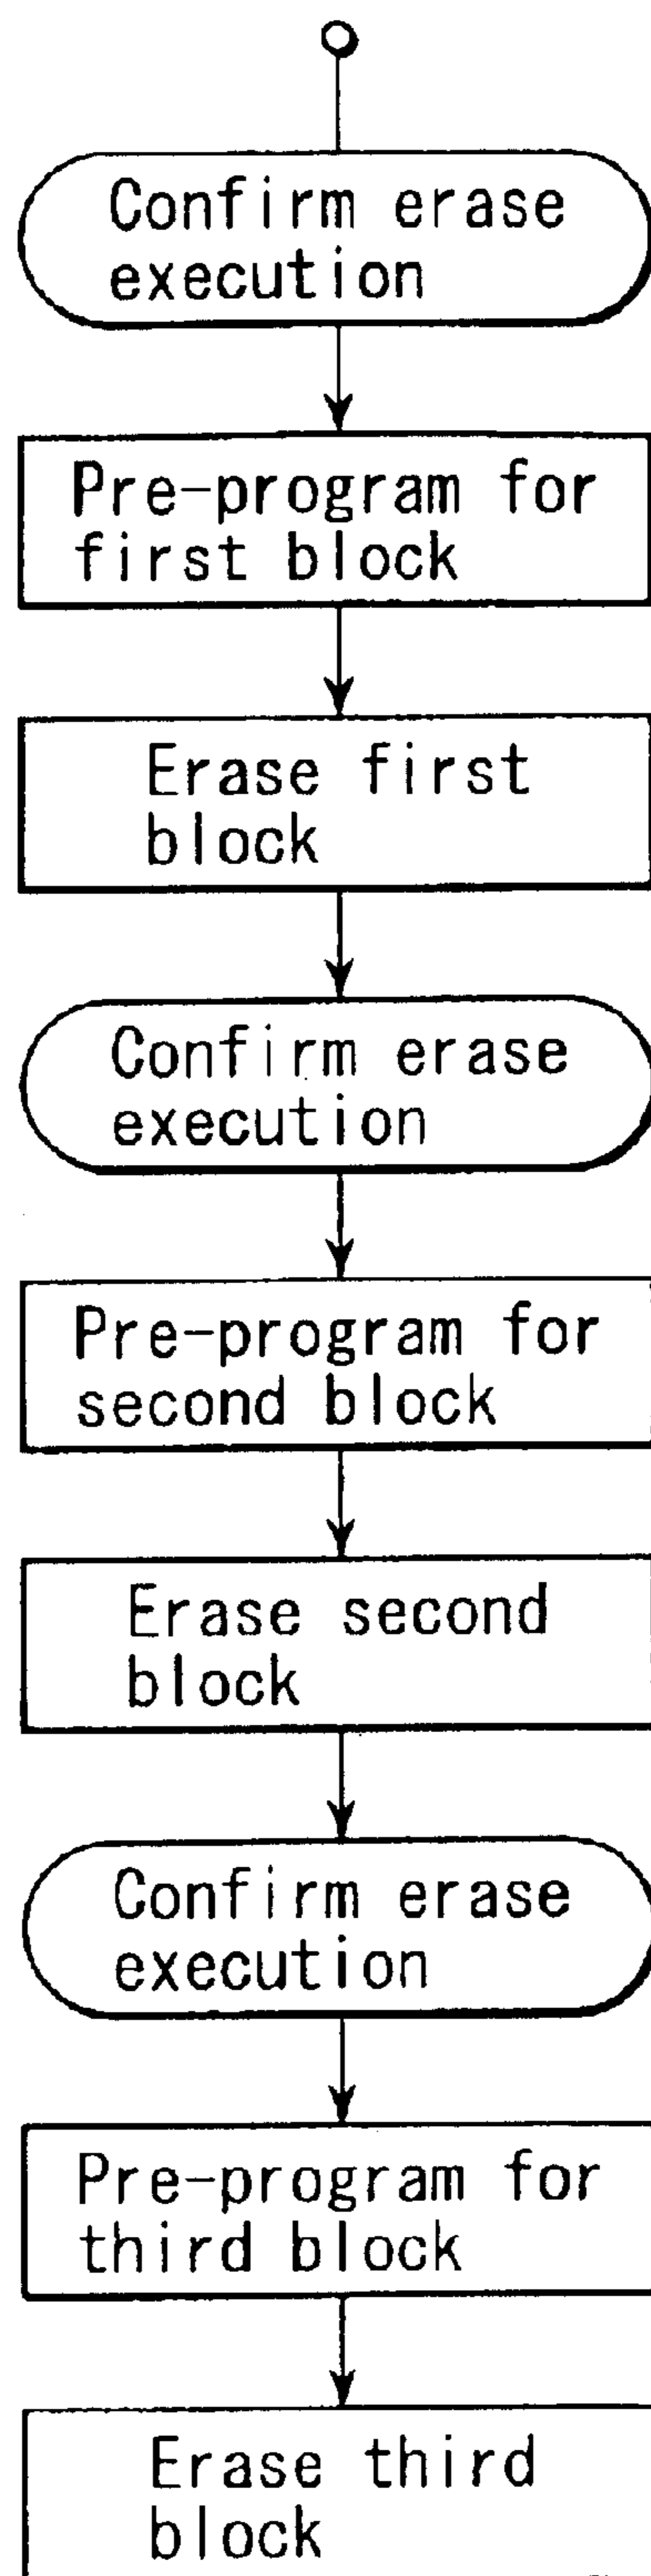 Confirm erase
execution
Pre-program for
first block
Erase first
block
Confirm erase
execution
Pre-program for
second block
Erase second
block
Confirm erase
execution
Pre-program for
third block
Erase third
block